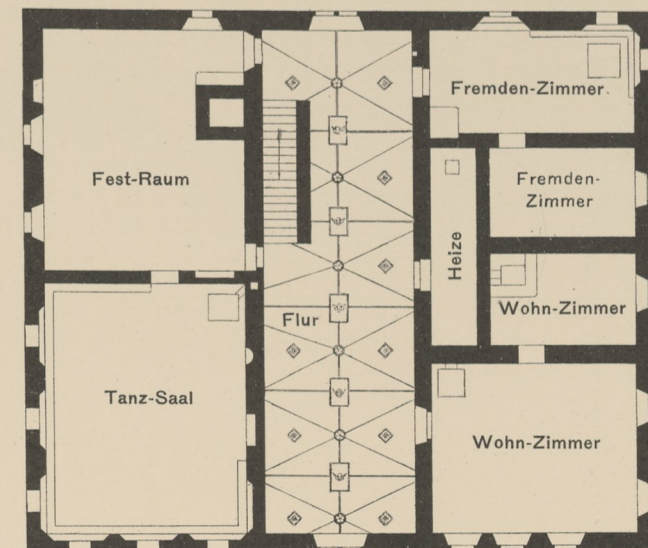 Fremden-Zimmer
Fest-Raum
Fremden-
Zimmer
Heize
Wohn-Zimmer
Flur
Tanz-Saal
Wohn-Zimmer